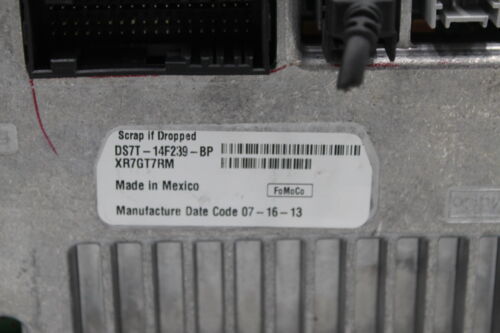 Scrap if Dropped
DS7T-14F239-BP
XR7GT7RM
Made in Mexico
FoMoCo
Manufacture Date Code 07-16-13